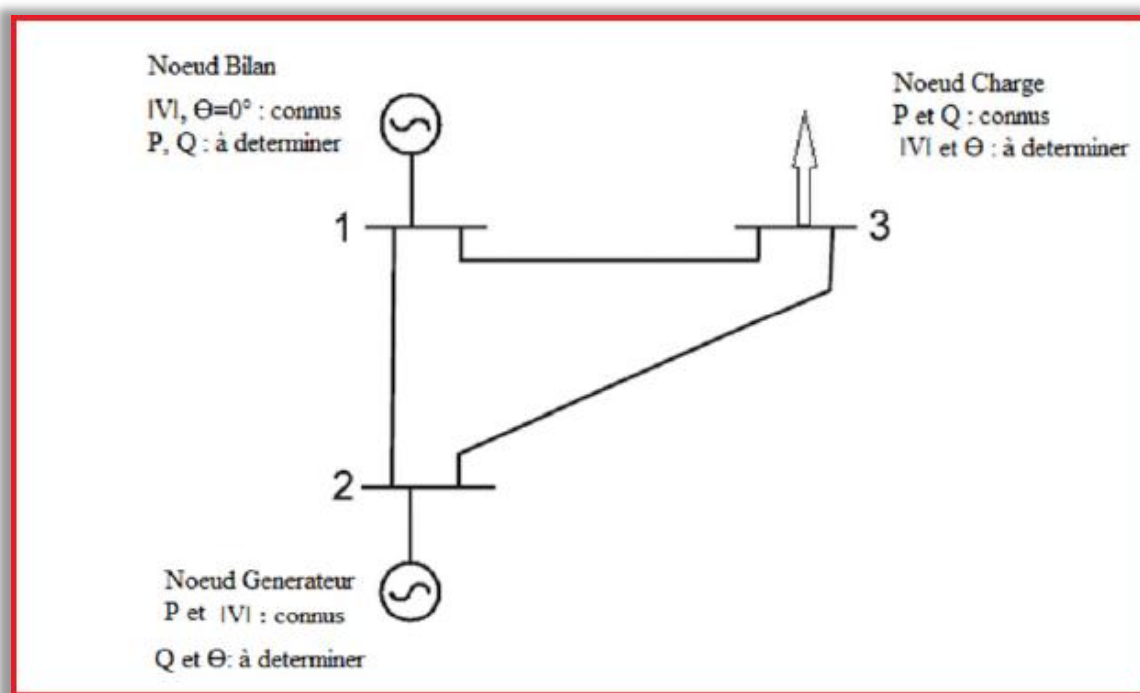 Noeud Bilan
|V|, Ɵ=0° : connus
P, Q : à determiner
Noeud Charge
P et Q : connus
|V| et Ɵ : à determiner
1
3
2
Noeud Generateur
P et |V| : connus
Q et Ɵ: à determiner